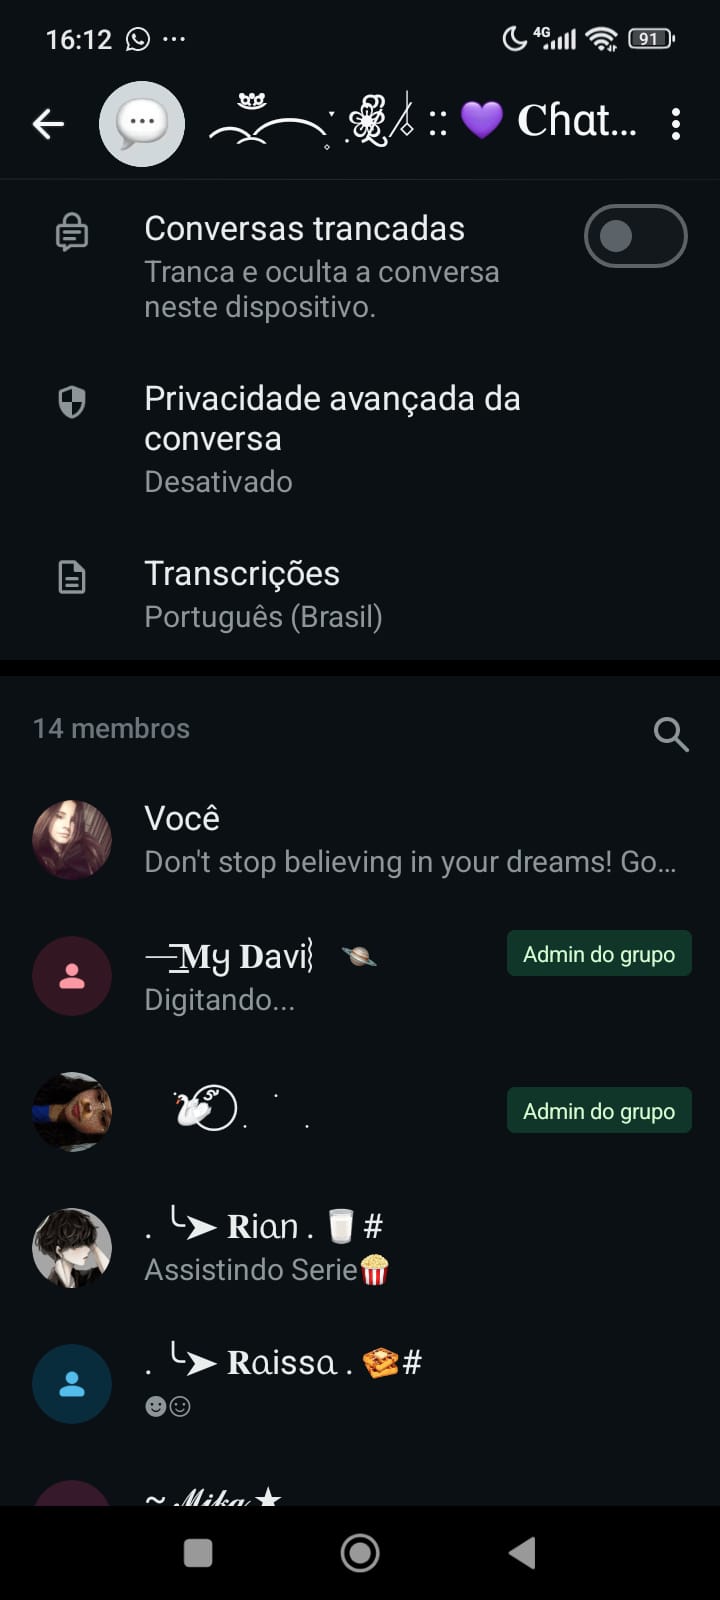 16:12
4G
91
:: 💜 𝐂hat...
Conversas trancadas
Tranca e oculta a conversa
neste dispositivo.
Privacidade avançada da
conversa
Desativado
Transcrições
Português (Brasil)
14 membros
Você
Don't stop believing in your dreams! Go...
𝐌y 𝐃avi 🪐
Admin do grupo
Digitando...
🦢
Admin do grupo
. ╰➤ 𝐑ian . 🥛 #
Assistindo Serie🍿
. ╰➤ 𝐑aissa . 🧇#
☻☺
~ 𝓜𝓲𝓴𝓪 ★